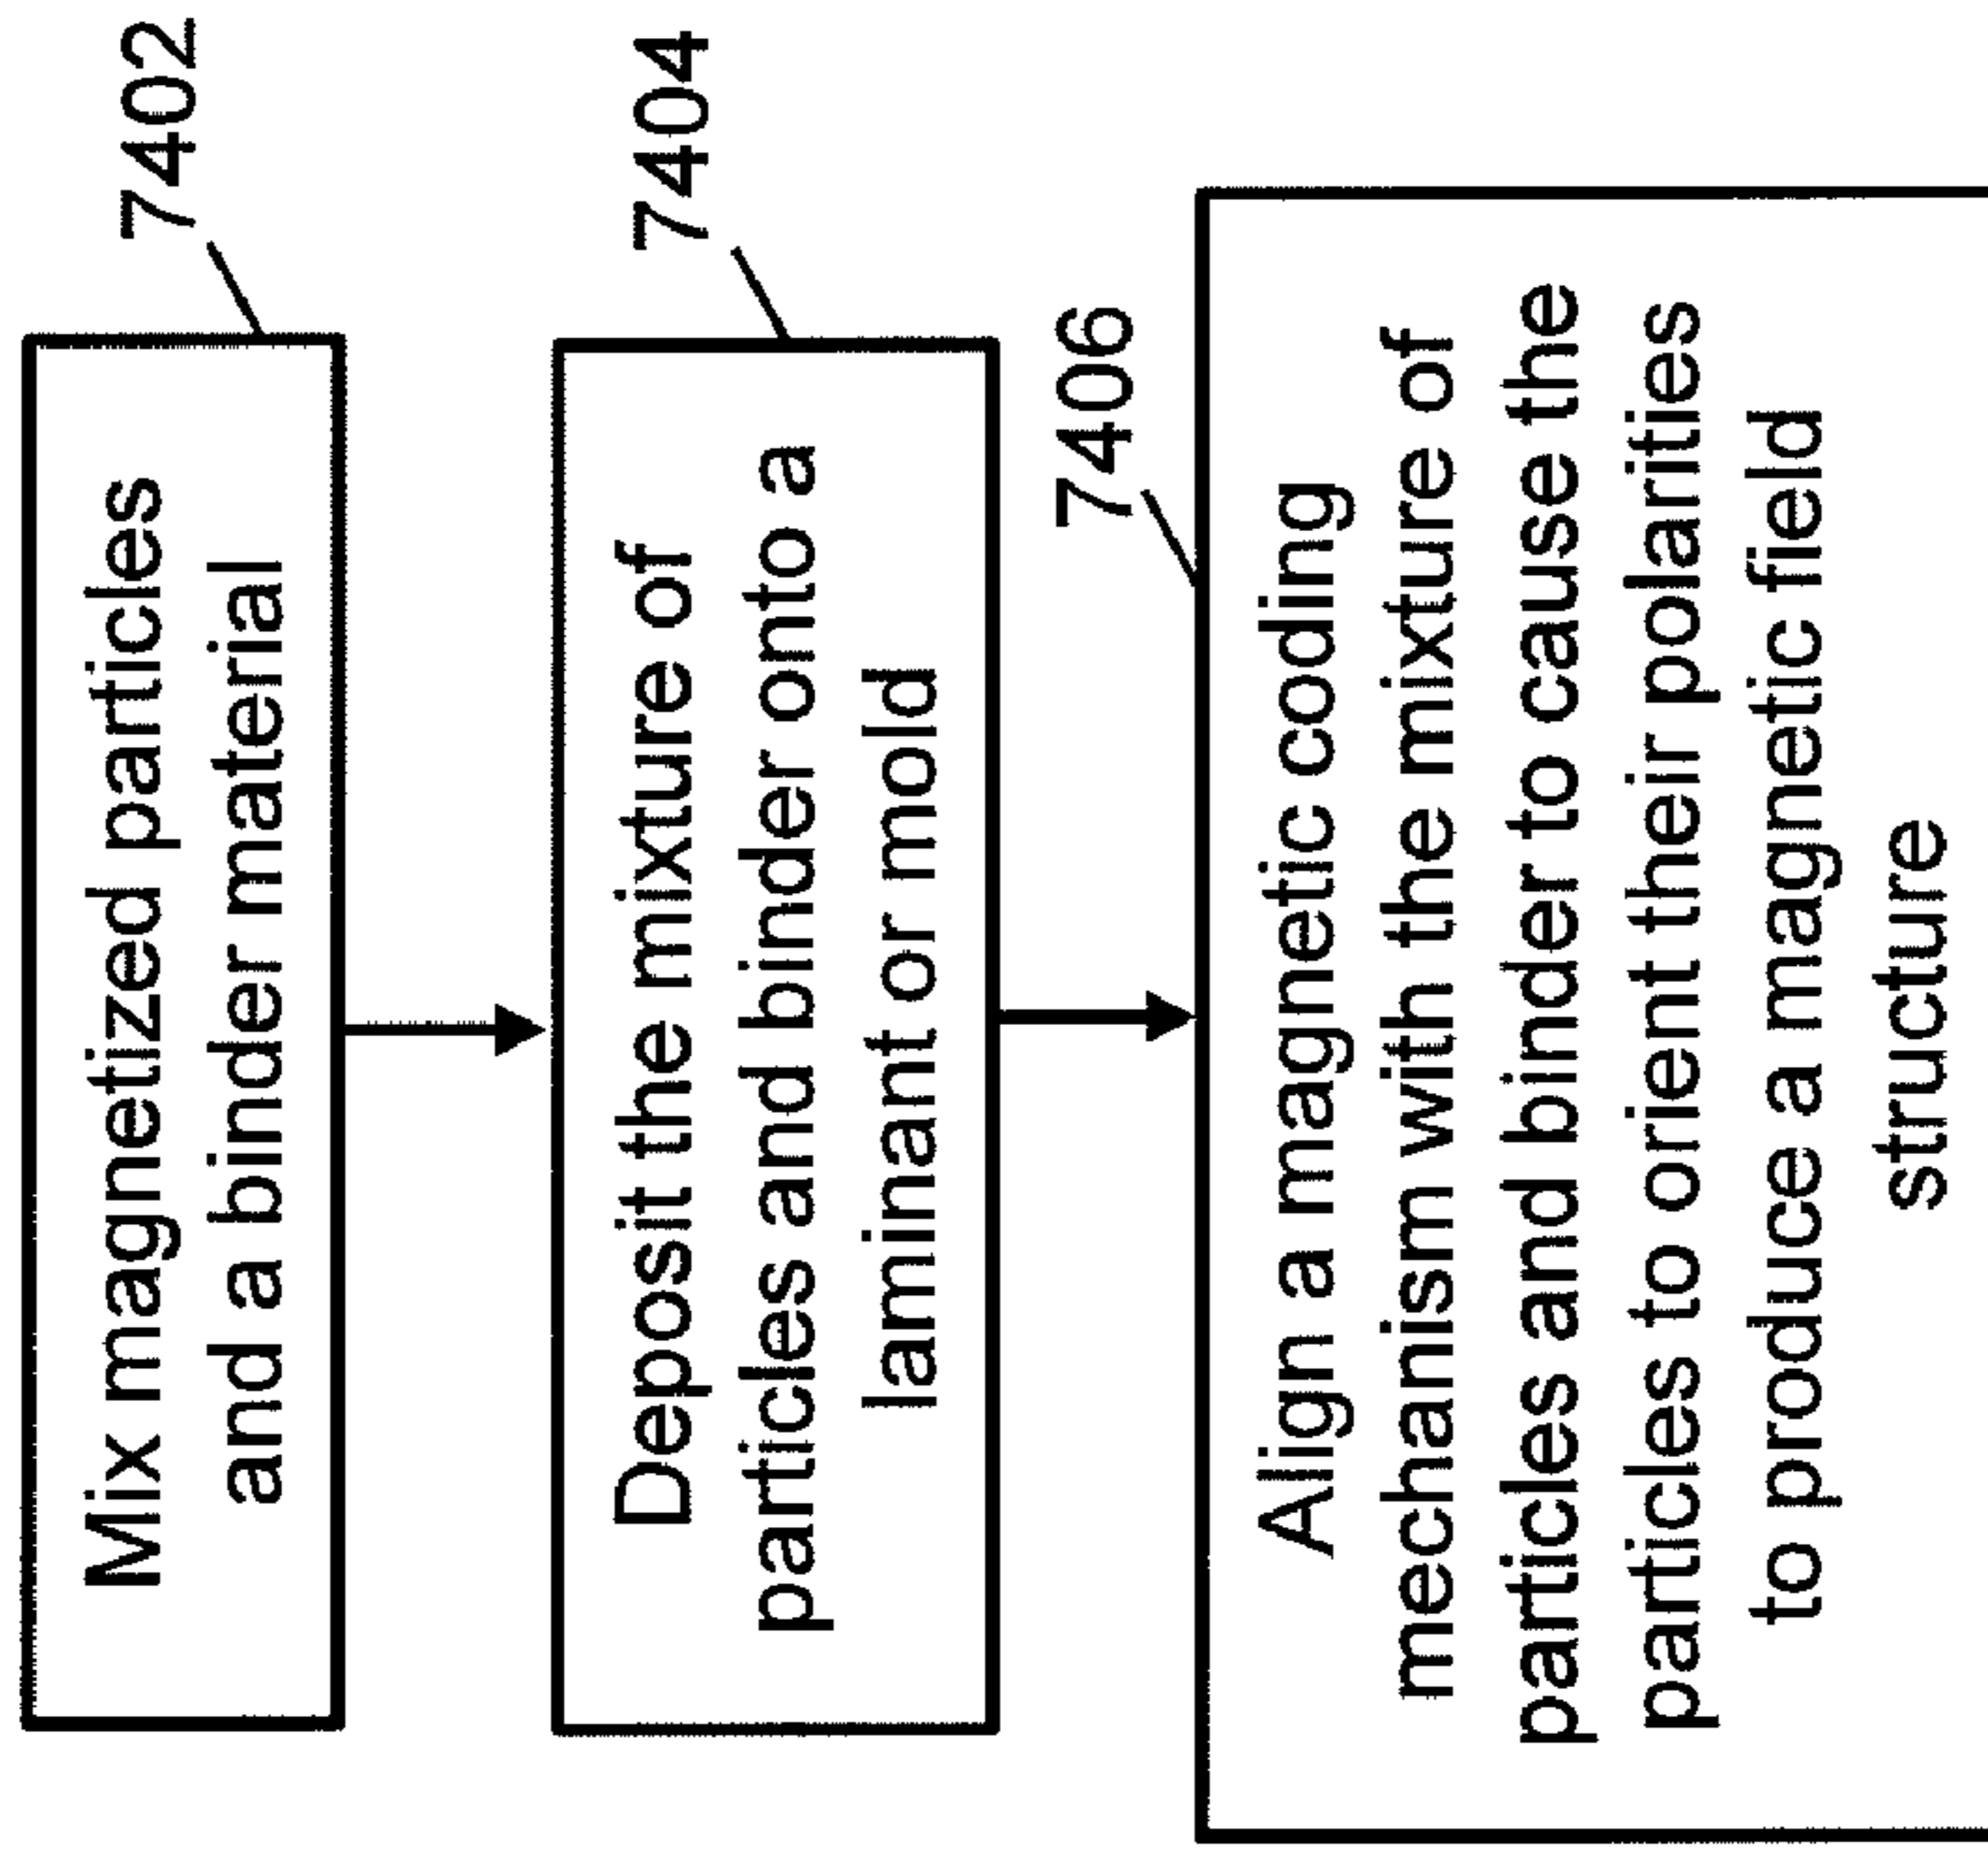 7402
Mix magnetized particles
and a binder material
7404
Deposit the mixture of
particles and binder onto a
laminant or mold
7406
Align a magnetic coding
mechanism with the mixture of
particles and binder to cause the
particles to orient their polarities
to produce a magnetic field
structure